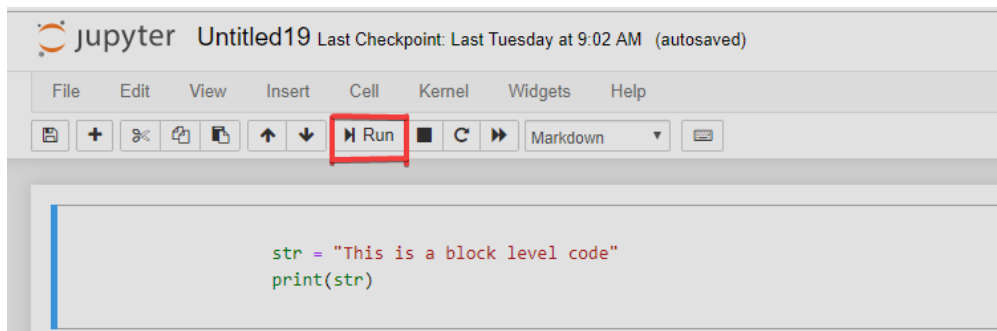 jupyter Untitled19 Last Checkpoint: Last Tuesday at 9:02 AM (autosaved)
File Edit View Insert Cell Kernel Widgets Help
Run Markdown
str = "This is a block level code"
print(str)